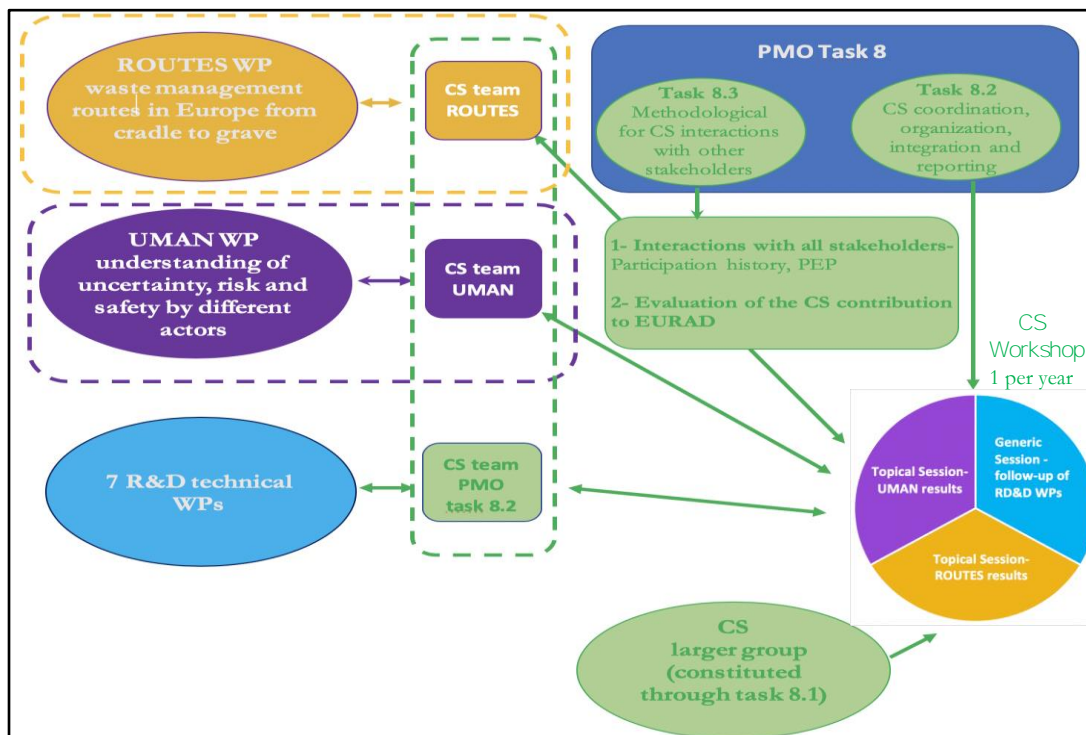 ROUTES WP
waste management
routes in Europe from
cradle to grave
CS team
ROUTES
PMO Task 8
Task 8.3
Methodological
for CS interactions
with other
stakeholders
Task 8.2
CS coordination,
organization,
integration and
reporting
UMAN WP
understanding of
uncertainty, risk and
safety by different
actors
CS team
UMAN
1- Interactions with all stakeholders-
Participation history, PEP
2- Evaluation of the CS contribution
to EURAD
CS
Workshop
1 per year
7 R&D technical
WPs
CS team
PMO
task 8.2
Topical Session-
UMAN results
Generic
Session -
follow-up of
RD&D WPs
Topical Session-
ROUTES results
CS
larger group
(constituted
through task 8.1)